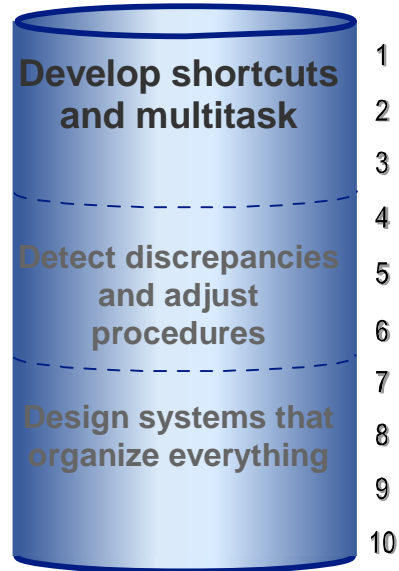 Develop shortcuts
and multitask
Detect discrepancies
and adjust
procedures
Design systems that
organize everything
1
2
3
4
5
6
7
8
9
10